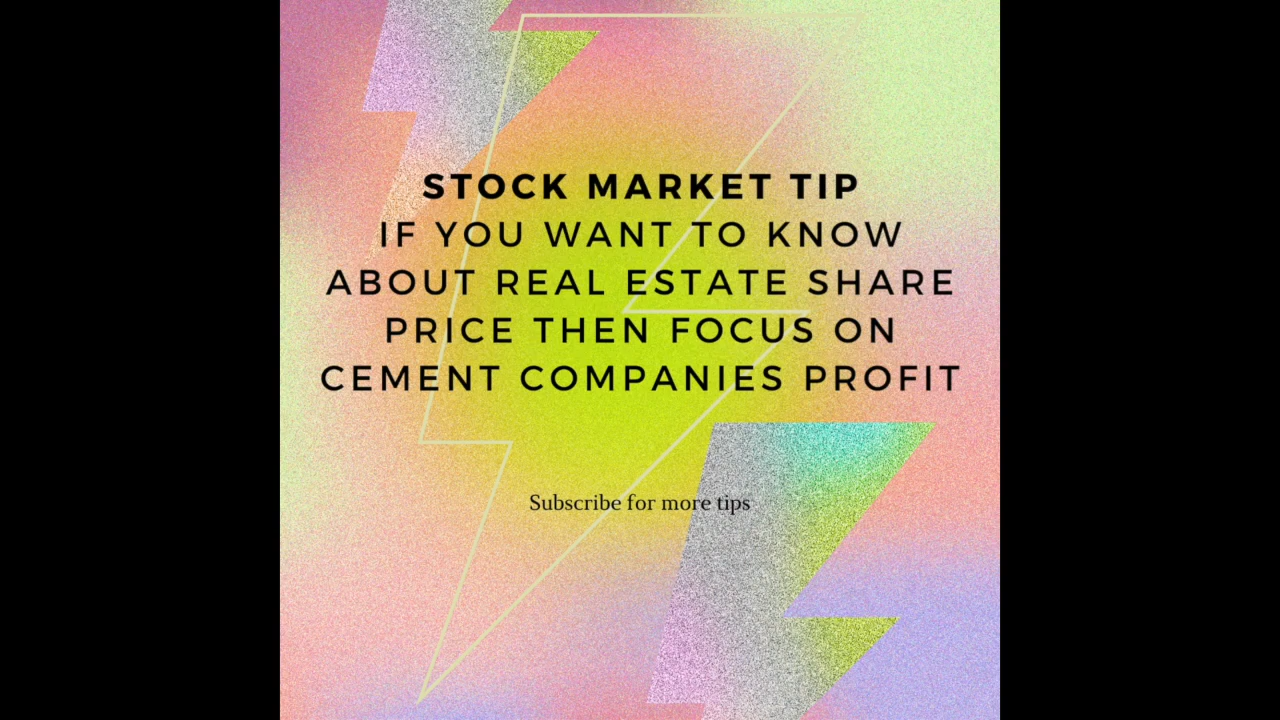 STOCK MARKET TIP
IF YOU WANT TO KNOW
ABOUT REAL ESTATE SHARE
PRICE THEN FOCUS ON
CEMENT COMPANIES PROFIT
Subscribe for more tips